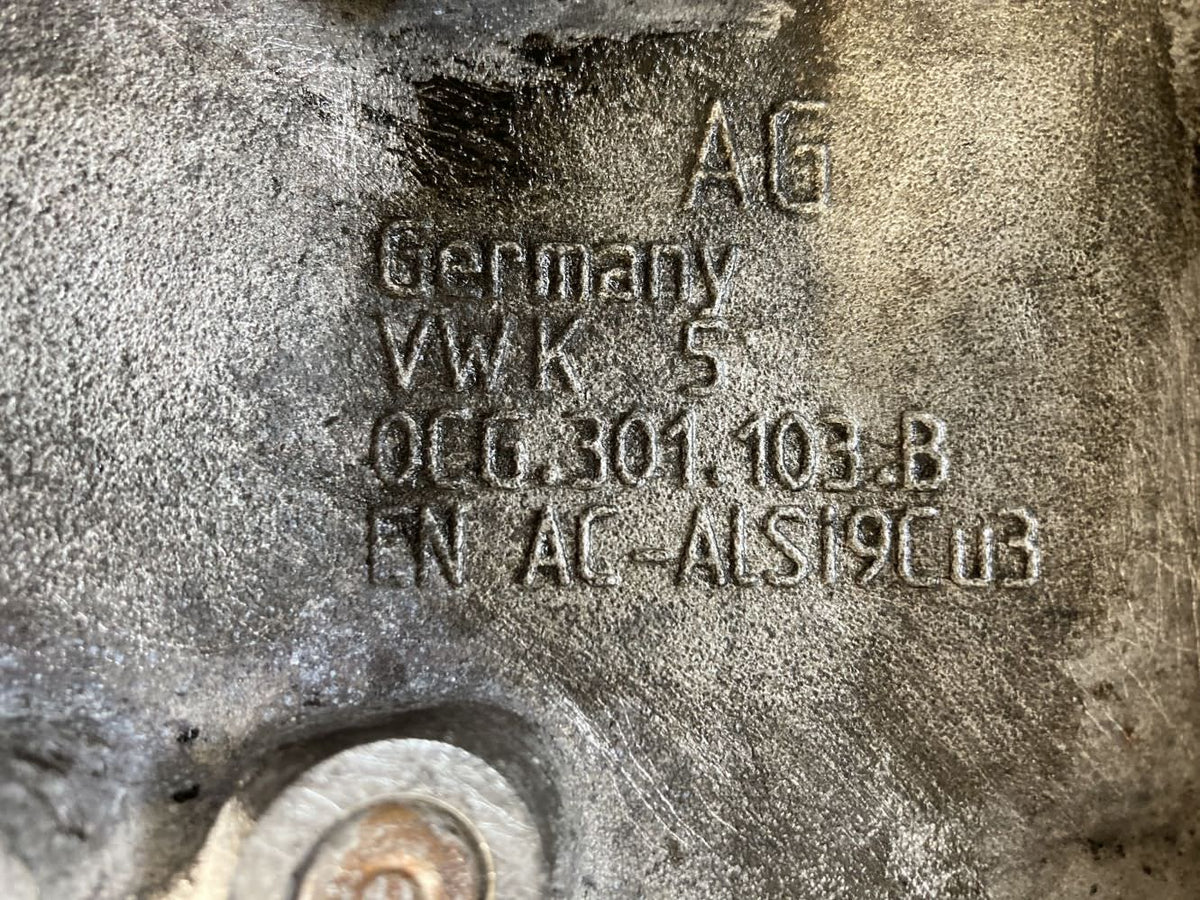 AG
Germany
VWK 5
0CG.301.103.B
EN AC-ALSi9Cu3